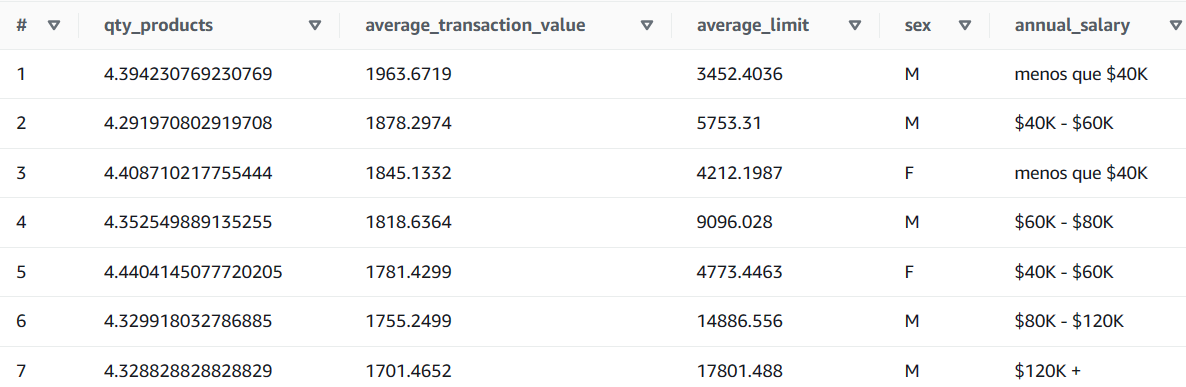 # qty_products average_transaction_value average_limit sex annual_salary
1 4.394230769230769 1963.6719 3452.4036 M menos que $40K
2 4.291970802919708 1878.2974 5753.31 M $40K - $60K
3 4.408710217755444 1845.1332 4212.1987 F menos que $40K
4 4.352549889135255 1818.6364 9096.028 M $60K - $80K
5 4.4404145077720205 1781.4299 4773.4463 F $40K - $60K
6 4.329918032786885 1755.2499 14886.556 M $80K - $120K
7 4.328828828828829 1701.4652 17801.488 M $120K +